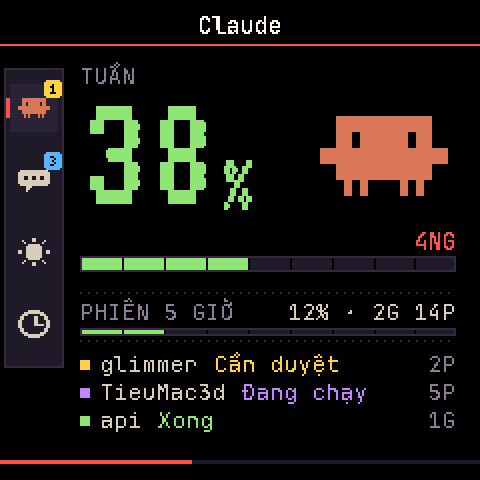 Claude
1
3
TUẦN
38%
4NG
PHIÊN 5 GIỜ 12% · 2G 14P
glimmer Cần duyệt 2P
TieuMac3d Đang chạy 5P
api Xong 1G